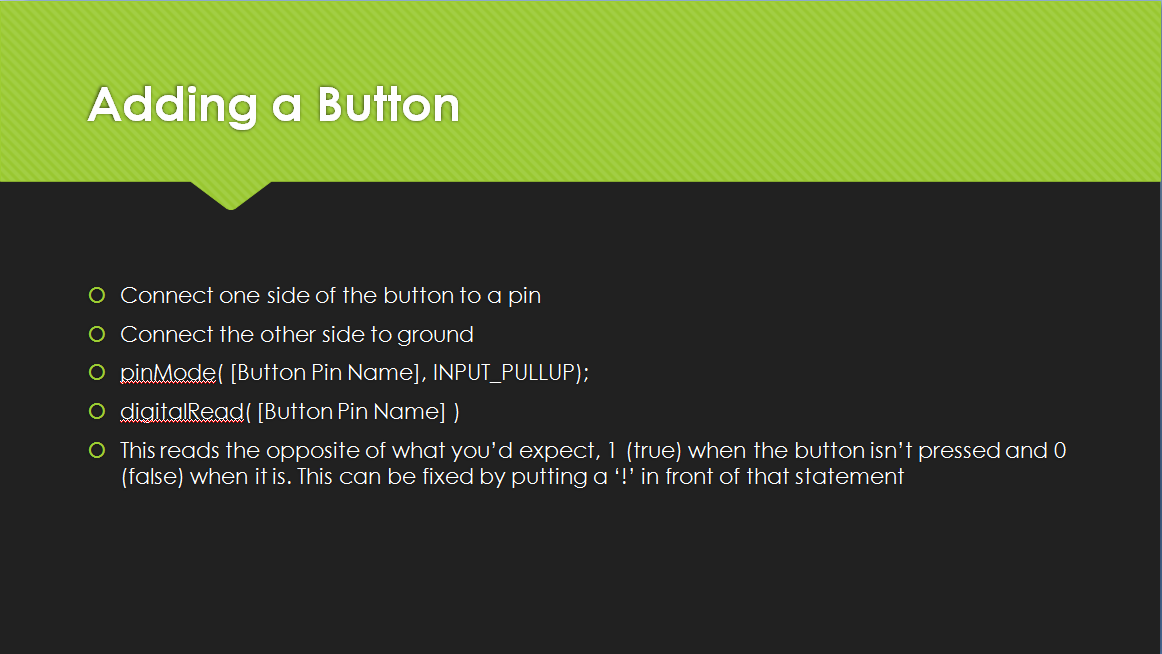 Adding a Button
Connect one side of the button to a pin
Connect the other side to ground
pinMode( [Button Pin Name], INPUT_PULLUP);
digitalRead( [Button Pin Name] )
This reads the opposite of what you’d expect, 1 (true) when the button isn’t pressed and 0
(false) when it is. This can be fixed by putting a ‘!’ in front of that statement